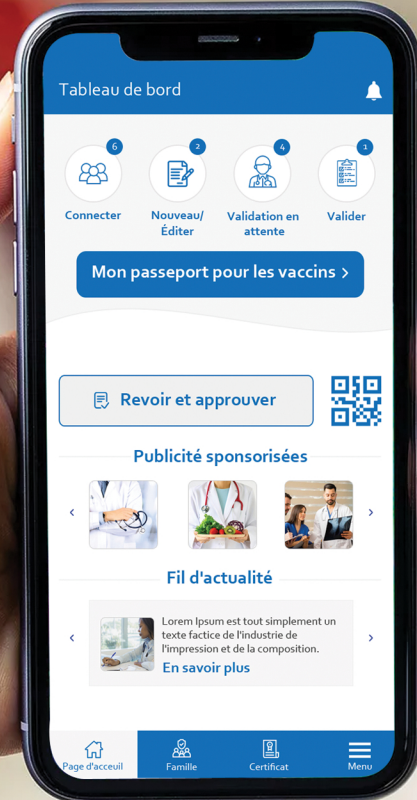 Tableau de bord
6
2
4
1
Connecter
Nouveau/
Éditer
Validation en
attente
Valider
Mon passeport pour les vaccins >
Revoir et approuver
Publicité sponsorisées
Fil d'actualité
Lorem Ipsum est tout simplement un
texte factice de l'industrie de
l'impression et de la composition.
En savoir plus
Page d'acceuil
Famille
Certificat
Menu